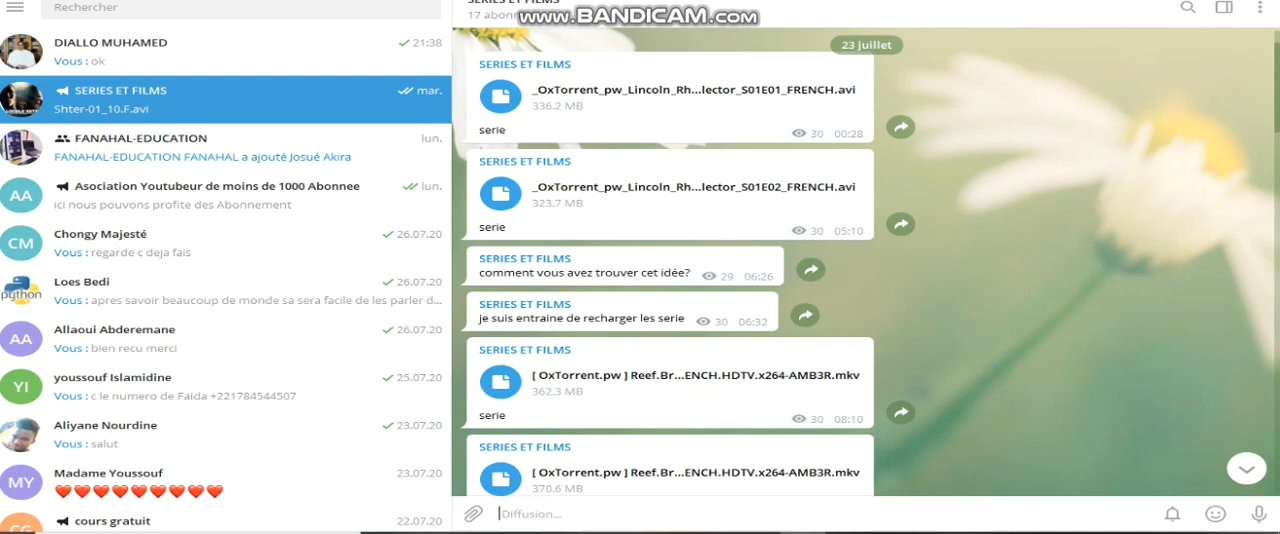 Rechercher
DIALLO MUHAMED
21:38
Vous : ok
SERIES ET FILMS
mar.
Shter-01_10.F.avi
FANAHAL-EDUCATION
lun.
FANAHAL-EDUCATION FANAHAL a ajouté Josué Akira
AA
Asociation Youtubeur de moins de 1000 Abonnee
lun.
ici nous pouvons profite des Abonnement
CM
Chongy Majesté
26.07.20
Vous : regarde c deja fais
python
Loes Bedi
26.07.20
Vous : apres savoir beaucoup de monde sa sera facile de les parler d...
AA
Allaoui Abderemane
26.07.20
Vous : bien recu merci
YI
youssouf Islamidine
25.07.20
Vous : c le numero de Faida +221784544507
Aliyane Nourdine
23.07.20
Vous : salut
MY
Madame Youssouf
23.07.20
❤️❤️❤️❤️❤️❤️❤️❤️❤️
CG
cours gratuit
22.07.20
SERIES ET FILMS
17 abonn
www.BANDICAM.com
23 juillet
SERIES ET FILMS
_OxTorrent_pw_Lincoln_Rh...lector_S01E01_FRENCH.avi
336.2 MB
serie
30 00:28
SERIES ET FILMS
_OxTorrent_pw_Lincoln_Rh...lector_S01E02_FRENCH.avi
323.7 MB
serie
30 05:10
SERIES ET FILMS
comment vous avez trouver cet idée?
29 06:26
SERIES ET FILMS
je suis entraine de recharger les serie
30 06:32
SERIES ET FILMS
[ OxTorrent.pw ] Reef.Br...ENCH.HDTV.x264-AMB3R.mkv
362.3 MB
serie
30 08:10
SERIES ET FILMS
[ OxTorrent.pw ] Reef.Br...ENCH.HDTV.x264-AMB3R.mkv
370.6 MB
Diffusion...